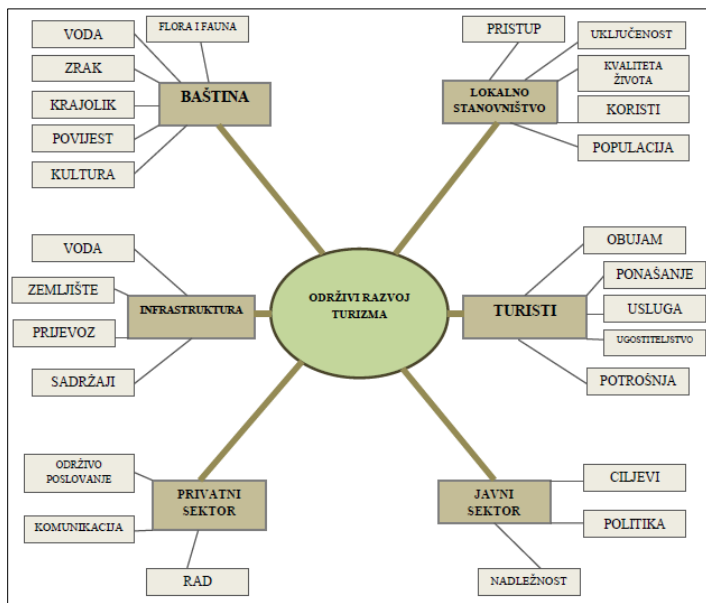 FLORA I FAUNA
VODA
ZRAK
KRAJOLIK
POVIJEST
KULTURA
BAŠTINA
PRISTUP
UKLJUČENOST
KVALITETA
ŽIVOTA
KORISTI
POPULACIJA
LOKALNO
STANOVNIŠTVO
VODA
ZEMLJIŠTE
PRIJEVOZ
SADRŽAJI
INFRASTRUKTURA
ODRŽIVI RAZVOJ
TURIZMA
TURISTI
OBUJAM
PONAŠANJE
USLUGA
UGOSTITELJSTVO
POTROŠNJA
ODRŽIVO
POSLOVANJE
KOMUNIKACIJA
RAD
PRIVATNI
SEKTOR
JAVNI
SEKTOR
CILJEVI
POLITIKA
NADLEŽNOST